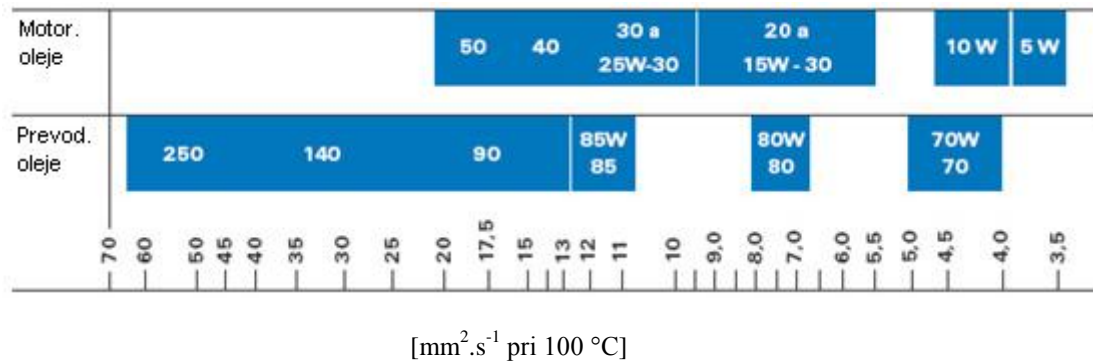 Motor.
oleje
50 40 30 a 20 a 10 W 5 W
25W-30 15W - 30
Prevod.
oleje
250 140 90 85W 80W 70W
85 80 70
70 60 50 45 40 35 30 25 20 17,5 15 13 12 11 10 9,0 8,0 7,0 6,0 5,5 5,0 4,5 4,0 3,5
[mm².s⁻¹ pri 100 °C]